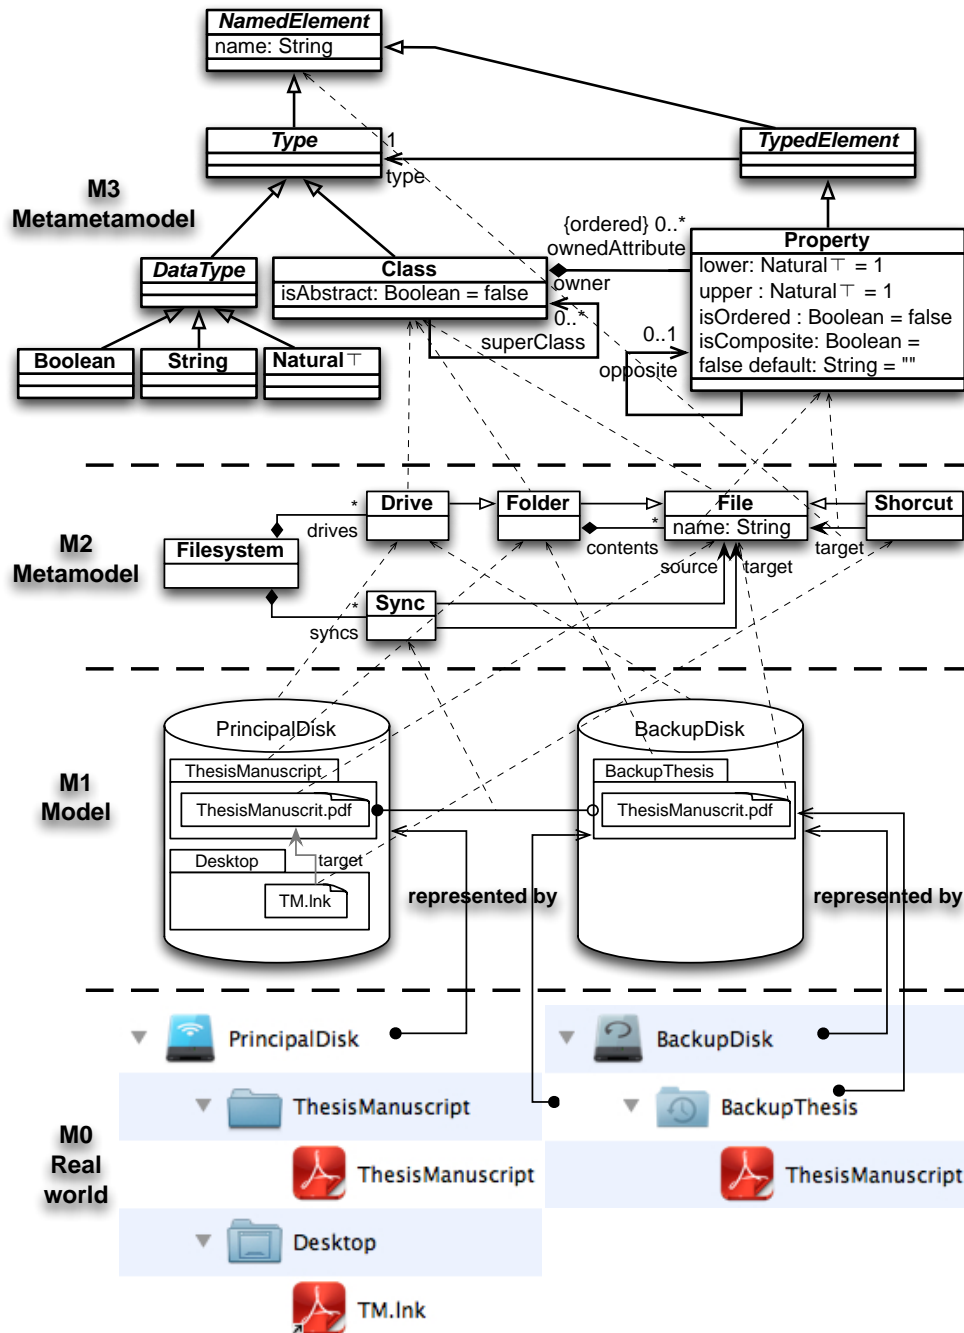 NamedElement
name: String
Type
1
type
TypedElement
M3
Metametamodel
{ordered} 0..*
ownedAttribute
owner
Property
lower: Natural⊤ = 1
upper : Natural⊤ = 1
isOrdered : Boolean = false
isComposite: Boolean =
false default: String = ""
DataType
Class
isAbstract: Boolean = false
0..*
superClass
0..1
opposite
Boolean
String
Natural⊤
M2
Metamodel
*
drives
Drive
Folder
File
name: String
Shorcut
Filesystem
*
contents
source
target
target
*
syncs
Sync
M1
Model
PrincipalDisk
ThesisManuscript
ThesisManuscrit.pdf
Desktop
target
TM.lnk
represented by
BackupDisk
BackupThesis
ThesisManuscrit.pdf
represented by
M0
Real
world
PrincipalDisk
ThesisManuscript
ThesisManuscript
Desktop
TM.lnk
BackupDisk
BackupThesis
ThesisManuscript